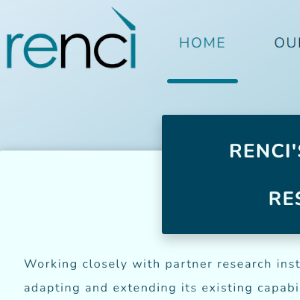 renci
HOME OU
RENCI'S
RES
Working closely with partner research inst
adapting and extending its existing capabi